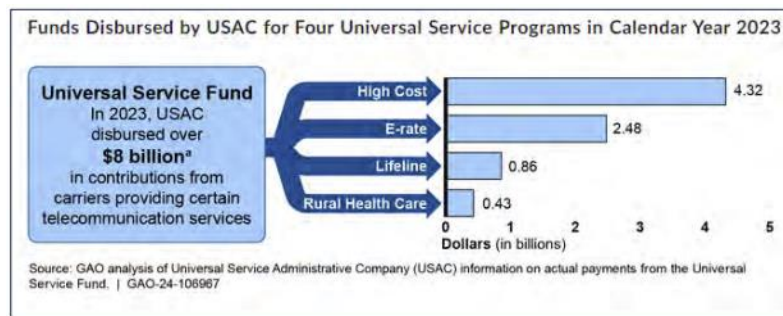 Funds Disbursed by USAC for Four Universal Service Programs in Calendar Year 2023
Universal Service Fund
In 2023, USAC
disbursed over
$8 billionᵃ
in contributions from
carriers providing certain
telecommunication services
High Cost
4.32
E-rate
2.48
Lifeline
0.86
Rural Health Care
0.43
0 1 2 3 4 5
Dollars (in billions)
Source: GAO analysis of Universal Service Administrative Company (USAC) information on actual payments from the Universal
Service Fund. | GAO-24-106967